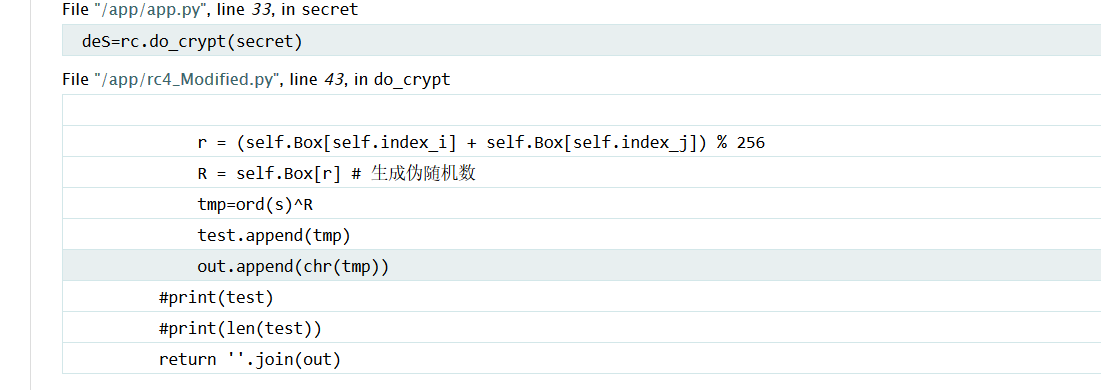 File "/app/app.py", line 33, in secret
deS=rc.do_crypt(secret)
File "/app/rc4_Modified.py", line 43, in do_crypt
r = (self.Box[self.index_i] + self.Box[self.index_j]) % 256
R = self.Box[r] # 生成伪随机数
tmp=ord(s)^R
test.append(tmp)
out.append(chr(tmp))
#print(test)
#print(len(test))
return ''.join(out)